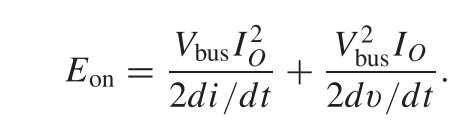 E_on = \frac{V_bus I_O^2}{2di/dt} + \frac{V_bus^2 I_O}{2dv/dt}.